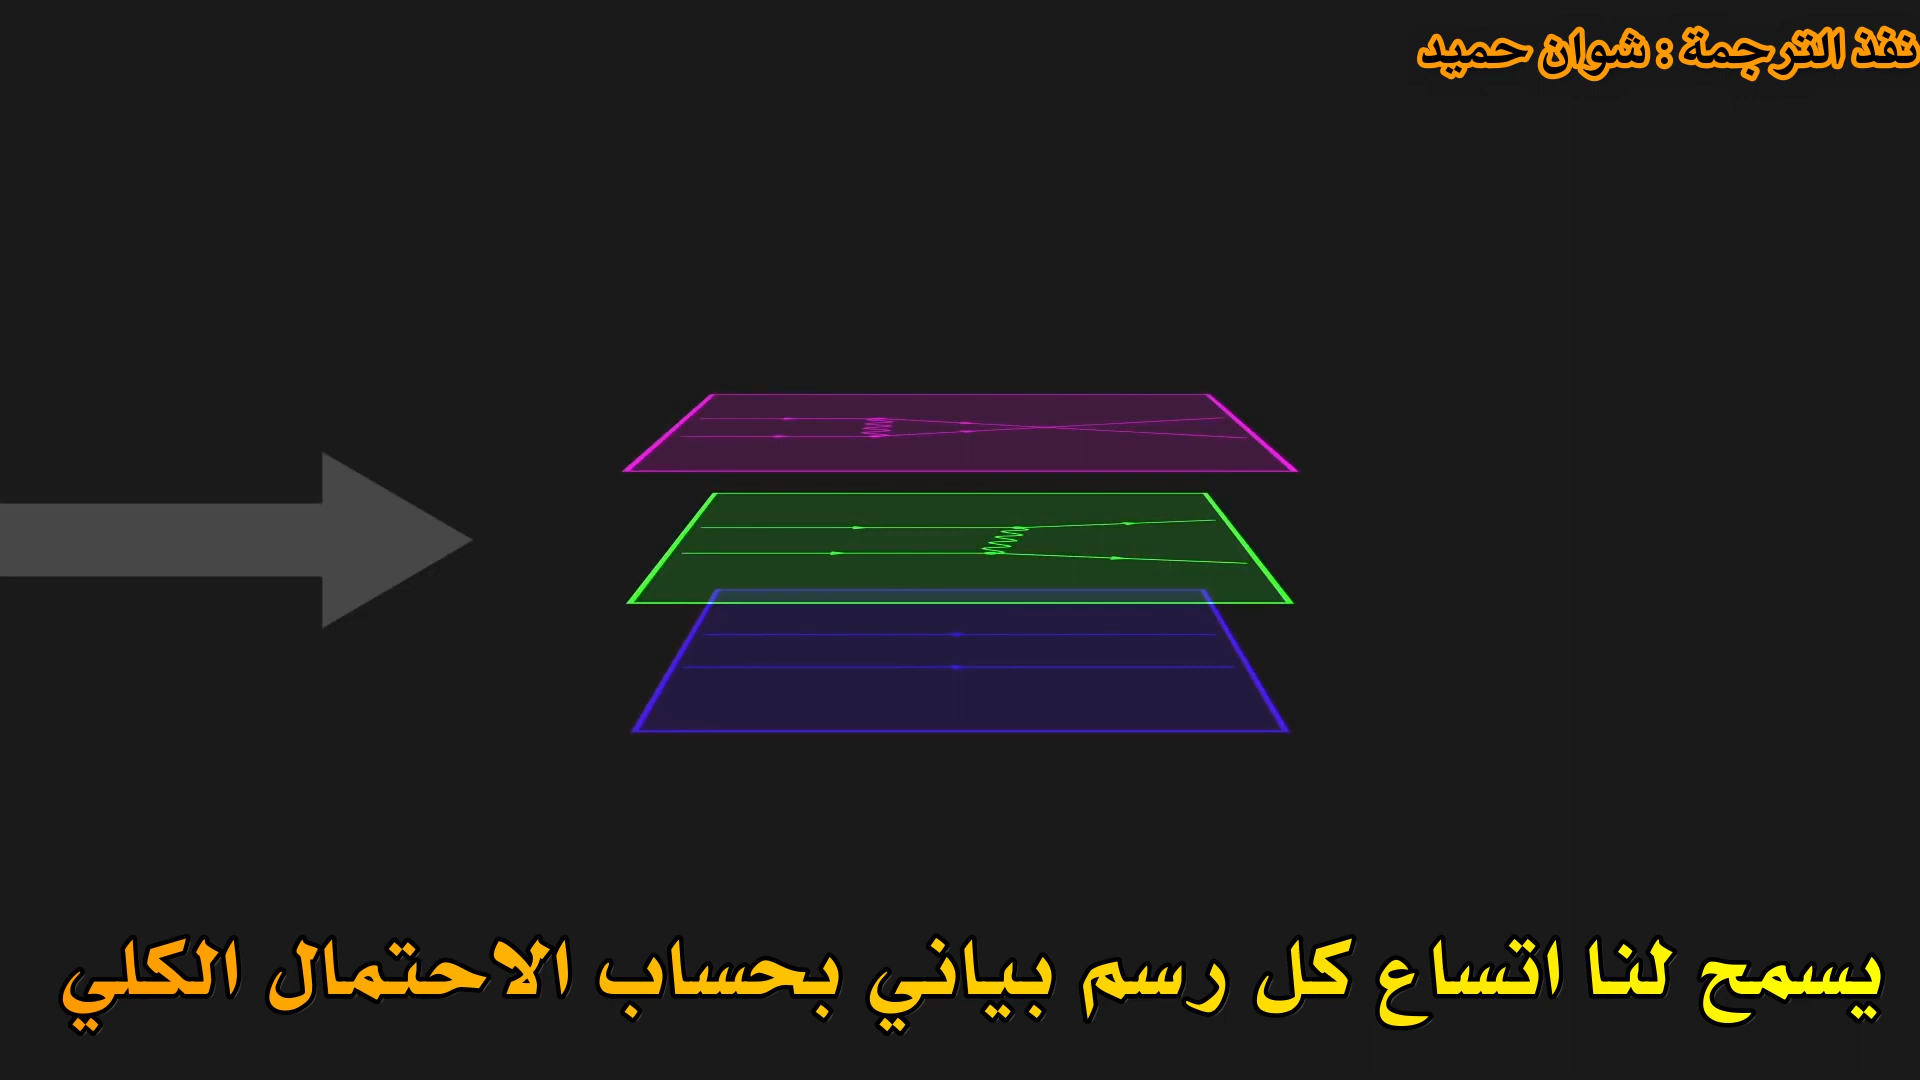 نفذ الترجمة : شوان حميد
يسمح لنا اتساع كل رسم بياني بحساب الاحتمال الكلي